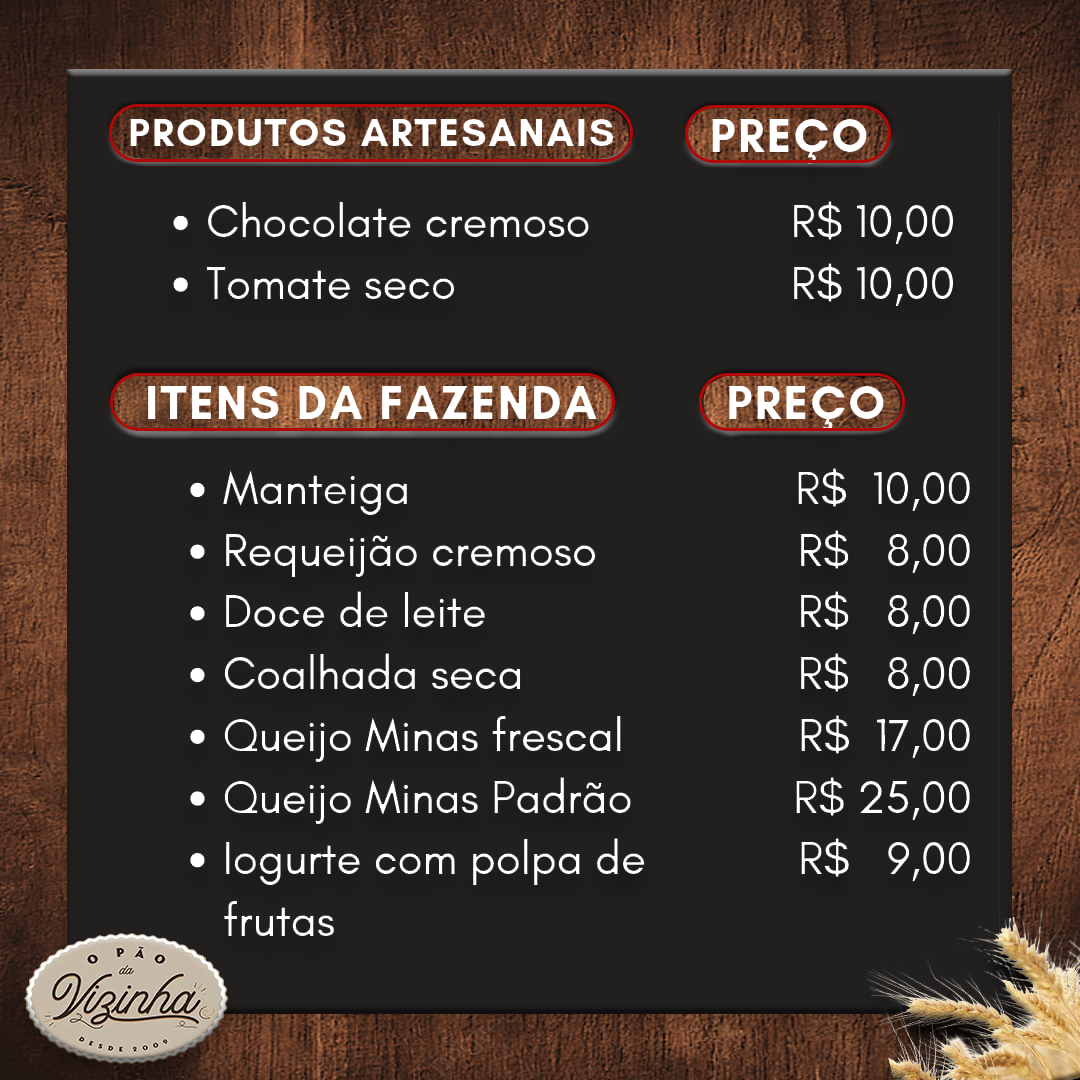 PRODUTOS ARTESANAIS PREÇO
• Chocolate cremoso R$ 10,00
• Tomate seco R$ 10,00
ITENS DA FAZENDA PREÇO
• Manteiga R$ 10,00
• Requeijão cremoso R$ 8,00
• Doce de leite R$ 8,00
• Coalhada seca R$ 8,00
• Queijo Minas frescal R$ 17,00
• Queijo Minas Padrão R$ 25,00
• Iogurte com polpa de R$ 9,00
frutas
O PÃO
da
Vizinha
DESDE 2009